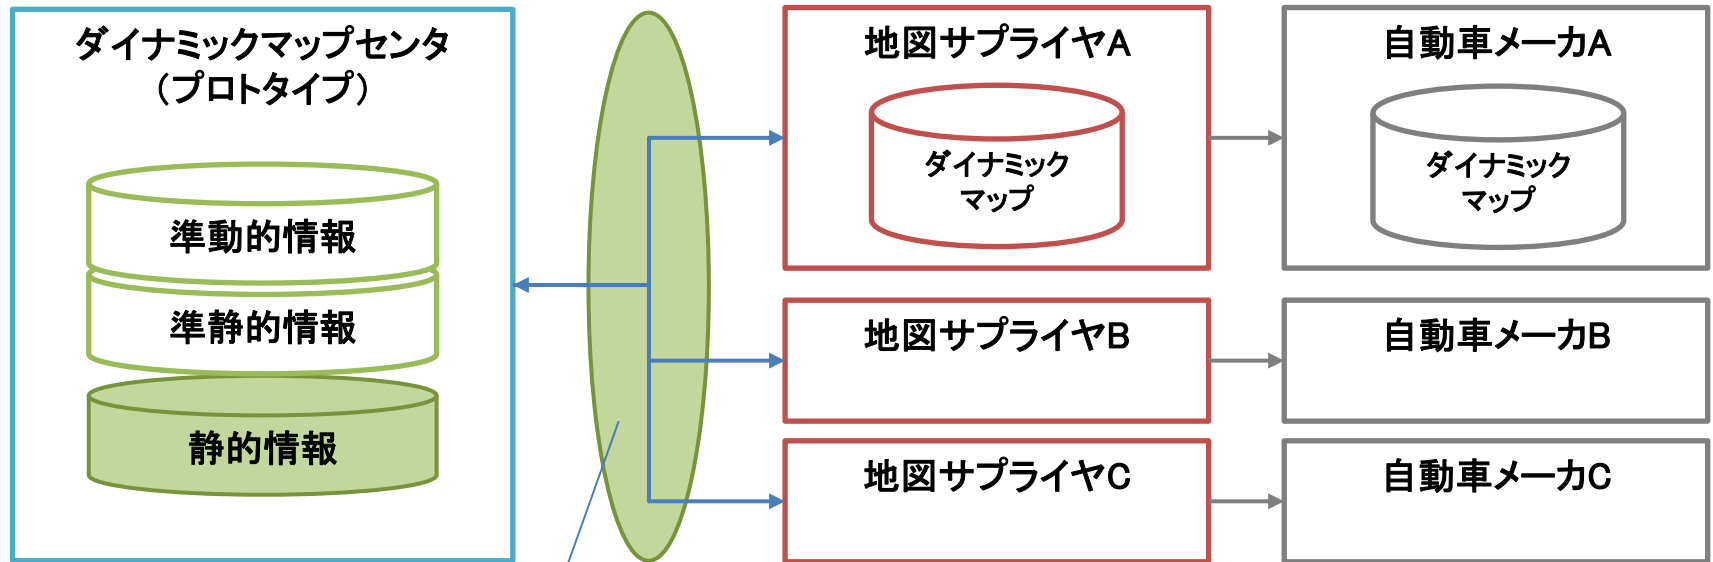 ダイナミックマップセンタ
（プロトタイプ）
準動的情報
準静的情報
静的情報
地図サプライヤA
ダイナミック
マップ
地図サプライヤB
地図サプライヤC
自動車メーカA
ダイナミック
マップ
自動車メーカB
自動車メーカC